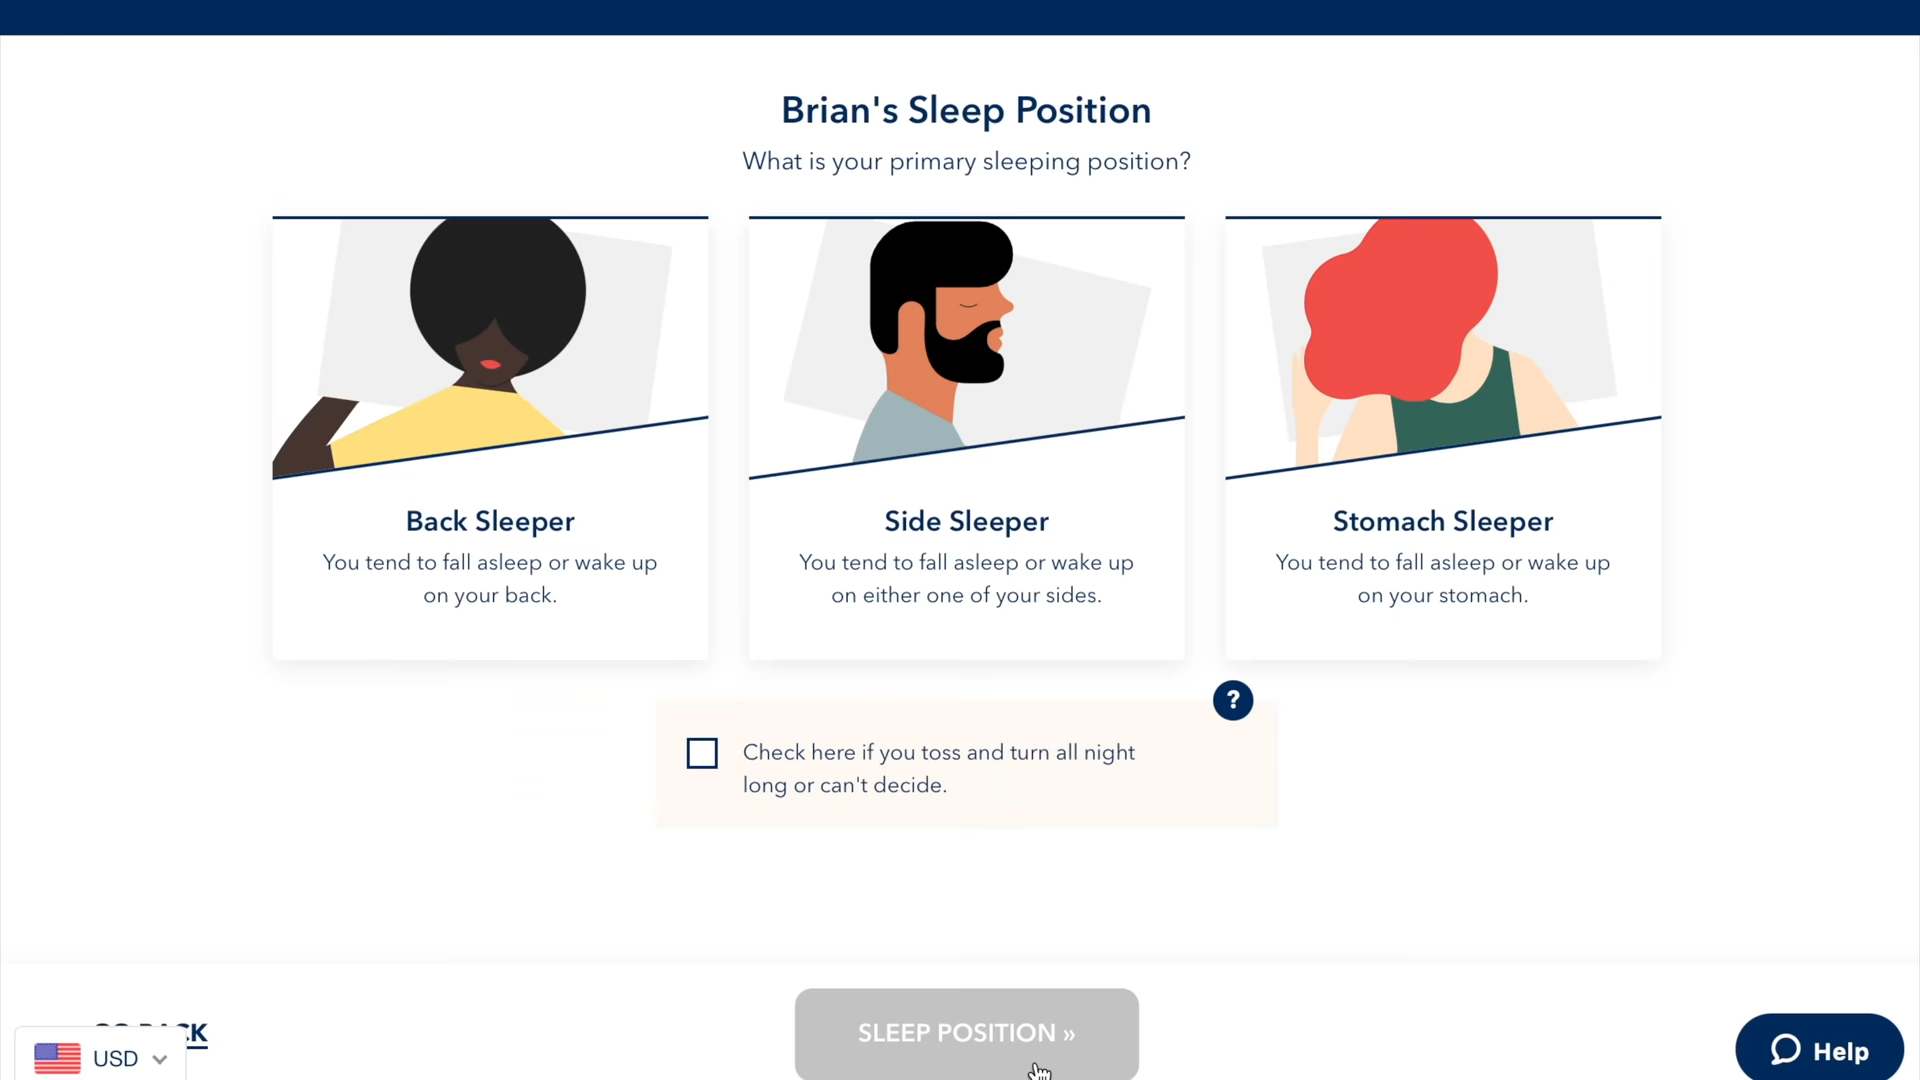 Brian's Sleep Position
What is your primary sleeping position?
Back Sleeper
You tend to fall asleep or wake up
on your back.
Side Sleeper
You tend to fall asleep or wake up
on either one of your sides.
Stomach Sleeper
You tend to fall asleep or wake up
on your stomach.
?
Check here if you toss and turn all night
long or can't decide.
GO BACK
USD
SLEEP POSITION »
Help